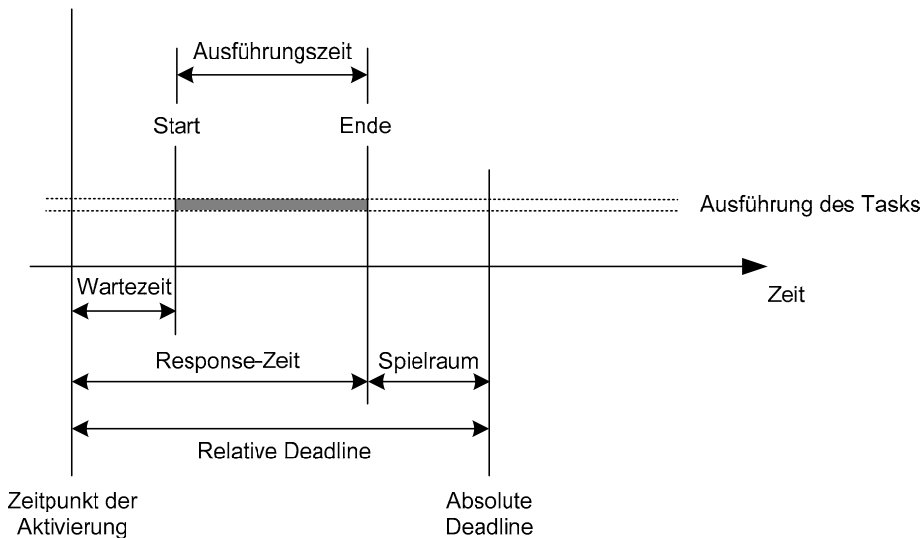 Ausführungszeit
Start
Ende
Ausführung des Tasks
Zeit
Wartezeit
Response-Zeit
Spielraum
Relative Deadline
Zeitpunkt der
Aktivierung
Absolute
Deadline